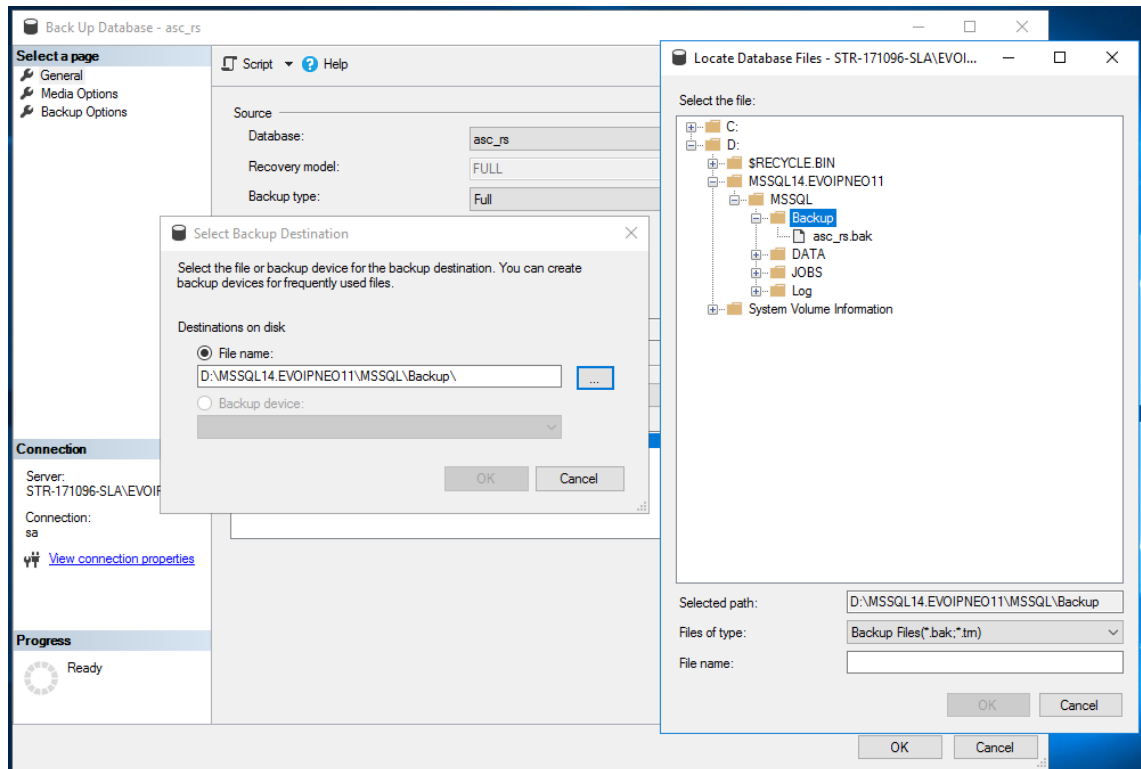 Back Up Database - asc_rs
Select a page
General
Media Options
Backup Options
Script
Help
Source
Database:
asc_rs
Recovery model:
FULL
Backup type:
Full
Select Backup Destination
Select the file or backup device for the backup destination. You can create
backup devices for frequently used files.
Destinations on disk
File name:
D:\MSSQL14.EVOIPNEO11\MSSQL\Backup\
...
Backup device:
OK
Cancel
Connection
Server:
STR-171096-SLA\EVOIF
Connection:
sa
View connection properties
Progress
Ready
OK
Cancel
Locate Database Files - STR-171096-SLA\EVOI...
Select the file:
C:
D:
$RECYCLE.BIN
MSSQL14.EVOIPNEO11
MSSQL
Backup
asc_rs.bak
DATA
JOBS
Log
System Volume Information
Selected path:
D:\MSSQL14.EVOIPNEO11\MSSQL\Backup
Files of type:
Backup Files(*.bak;*.trn)
File name:
OK
Cancel